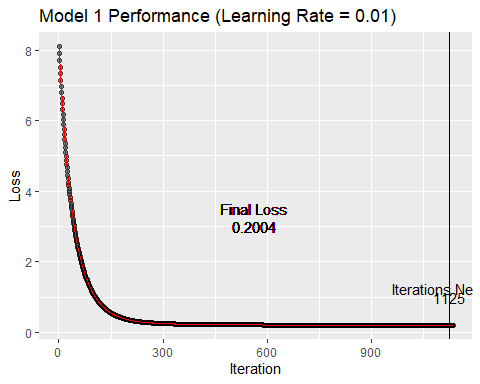 Model 1 Performance (Learning Rate = 0.01)
8
6
4
2
0
Loss
Final Loss
0.2004
Iterations Ne
1125
0
300
600
900
Iteration